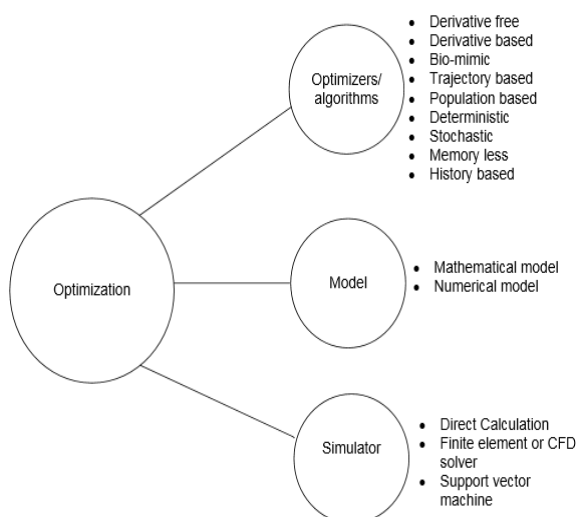 Optimization
Optimizers/
algorithms
• Derivative free
• Derivative based
• Bio-mimic
• Trajectory based
• Population based
• Deterministic
• Stochastic
• Memory less
• History based
Model
• Mathematical model
• Numerical model
Simulator
• Direct Calculation
• Finite element or CFD
solver
• Support vector
machine